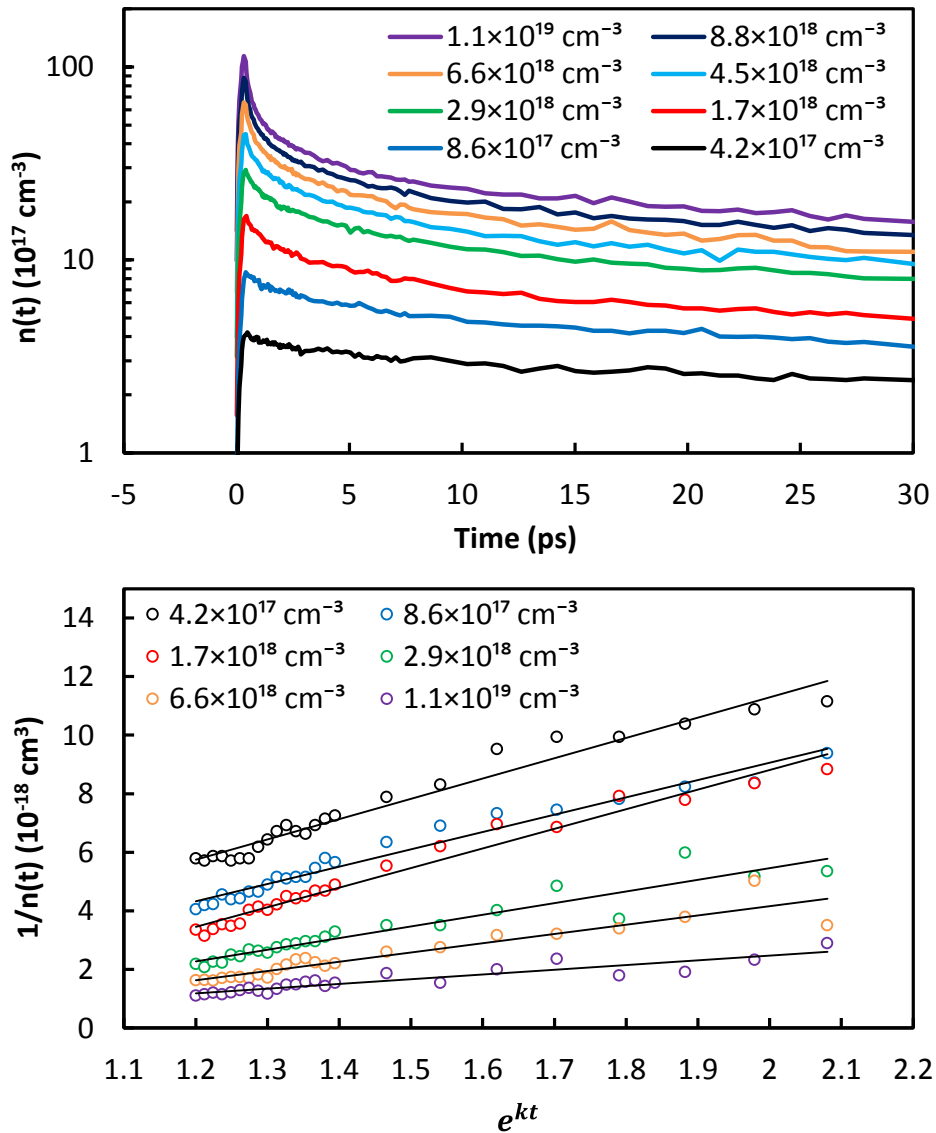 1.1×10¹⁹ cm⁻³ 8.8×10¹⁸ cm⁻³
6.6×10¹⁸ cm⁻³ 4.5×10¹⁸ cm⁻³
2.9×10¹⁸ cm⁻³ 1.7×10¹⁸ cm⁻³
8.6×10¹⁷ cm⁻³ 4.2×10¹⁷ cm⁻³
n(t) (10¹⁷ cm⁻³)
100
10
1
-5 0 5 10 15 20 25 30
Time (ps)
4.2×10¹⁷ cm⁻³ 8.6×10¹⁷ cm⁻³
1.7×10¹⁸ cm⁻³ 2.9×10¹⁸ cm⁻³
6.6×10¹⁸ cm⁻³ 1.1×10¹⁹ cm⁻³
1/n(t) (10⁻¹⁸ cm³)
14
12
10
8
6
4
2
0
1.1 1.2 1.3 1.4 1.5 1.6 1.7 1.8 1.9 2 2.1 2.2
eᵏᵗ